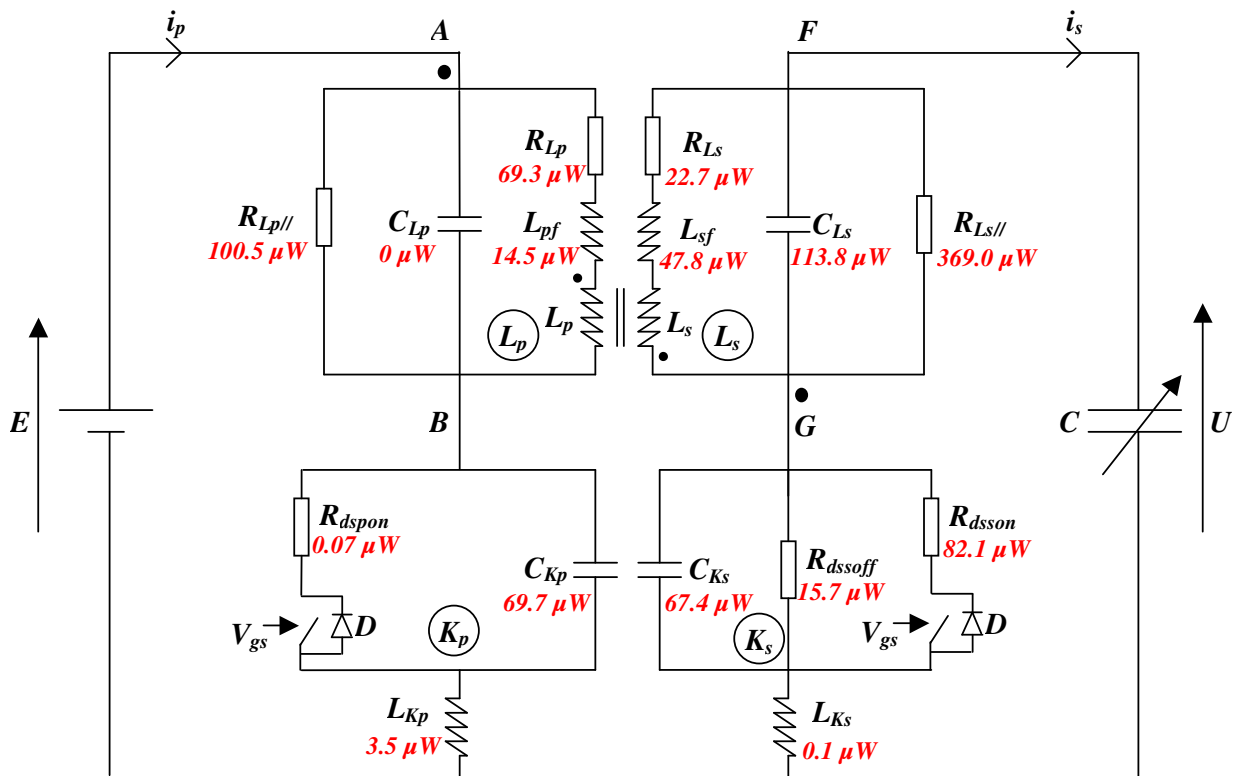 i_p
A
F
i_s
R_Lp
69.3 µW
R_Ls
22.7 µW
R_Lp//
100.5 µW
C_Lp
0 µW
L_pf
14.5 µW
L_sf
47.8 µW
C_Ls
113.8 µW
R_Ls//
369.0 µW
L_p
L_p
L_s
L_s
E
B
G
C
U
R_dspon
0.07 µW
C_Kp
69.7 µW
C_Ks
67.4 µW
R_dssoff
15.7 µW
R_dsson
82.1 µW
V_gs
D
K_p
K_s
V_gs
D
L_Kp
3.5 µW
L_Ks
0.1 µW